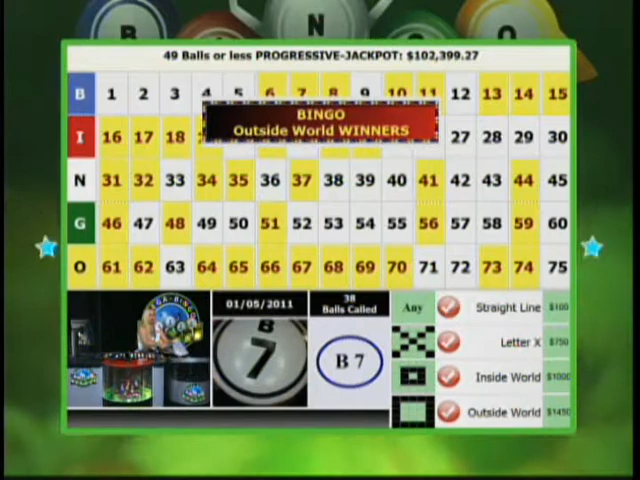 B N O
49 Balls or less PROGRESSIVE-JACKPOT: $102,399.27
B 1 2 3 4 5 6 7 8 9 10 11 12 13 14 15
BINGO
Outside World WINNERS
I 16 17 18 27 28 29 30
N 31 32 33 34 35 36 37 38 39 40 41 42 43 44 45
G 46 47 48 49 50 51 52 53 54 55 56 57 58 59 60
O 61 62 63 64 65 66 67 68 69 70 71 72 73 74 75
01/05/2011
38
Balls Called
B
7
B 7
Any Straight Line $100
Letter X $750
Inside World $1000
Outside World $1450